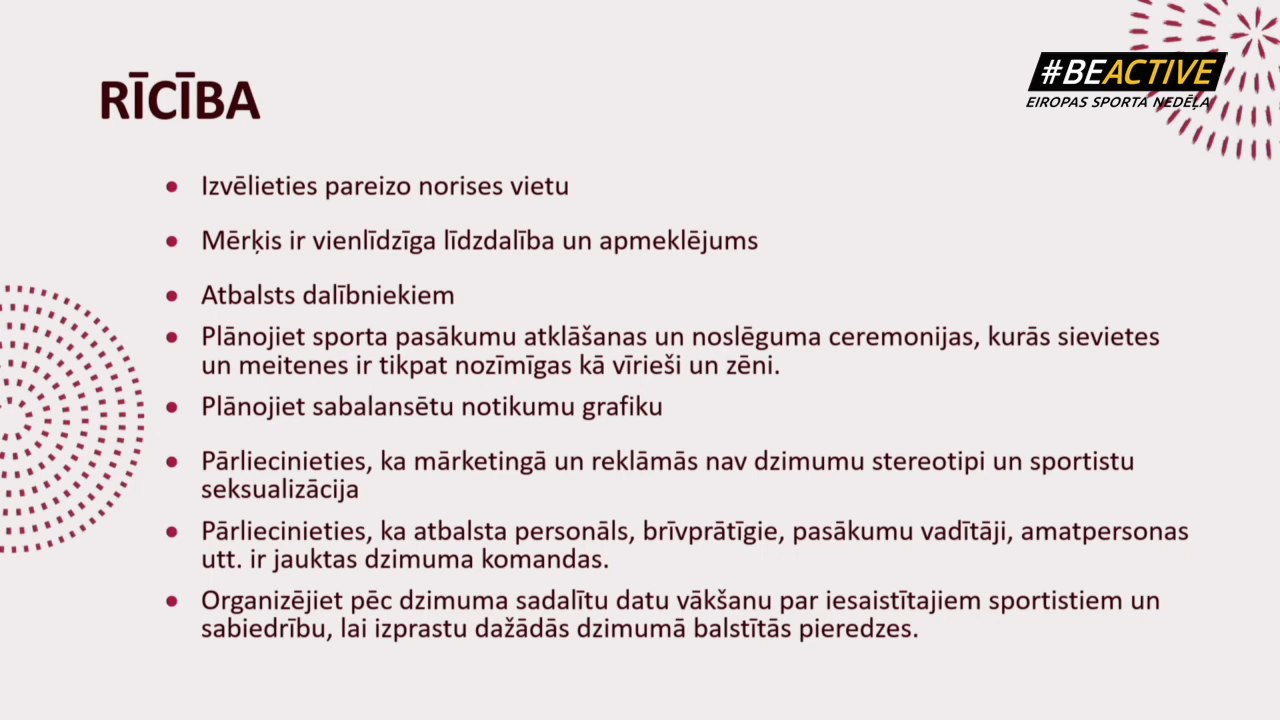 #BEACTIVE
EIROPAS SPORTA NEDĒĻA
RĪCĪBA
● Izvēlieties pareizo norises vietu
● Mērķis ir vienlīdzīga līdzdalība un apmeklējums
● Atbalsts dalībniekiem
● Plānojiet sporta pasākumu atklāšanas un noslēguma ceremonijas, kurās sievietes
un meitenes ir tikpat nozīmīgas kā vīrieši un zēni.
● Plānojiet sabalansētu notikumu grafiku
● Pārliecinieties, ka mārketingā un reklāmās nav dzimumu stereotipi un sportistu
seksualizācija
● Pārliecinieties, ka atbalsta personāls, brīvprātīgie, pasākumu vadītāji, amatpersonas
utt. ir jauktas dzimuma komandas.
● Organizējiet pēc dzimuma sadalītu datu vākšanu par iesaistītajiem sportistiem un
sabiedrību, lai izprastu dažādās dzimumā balstītās pieredzes.